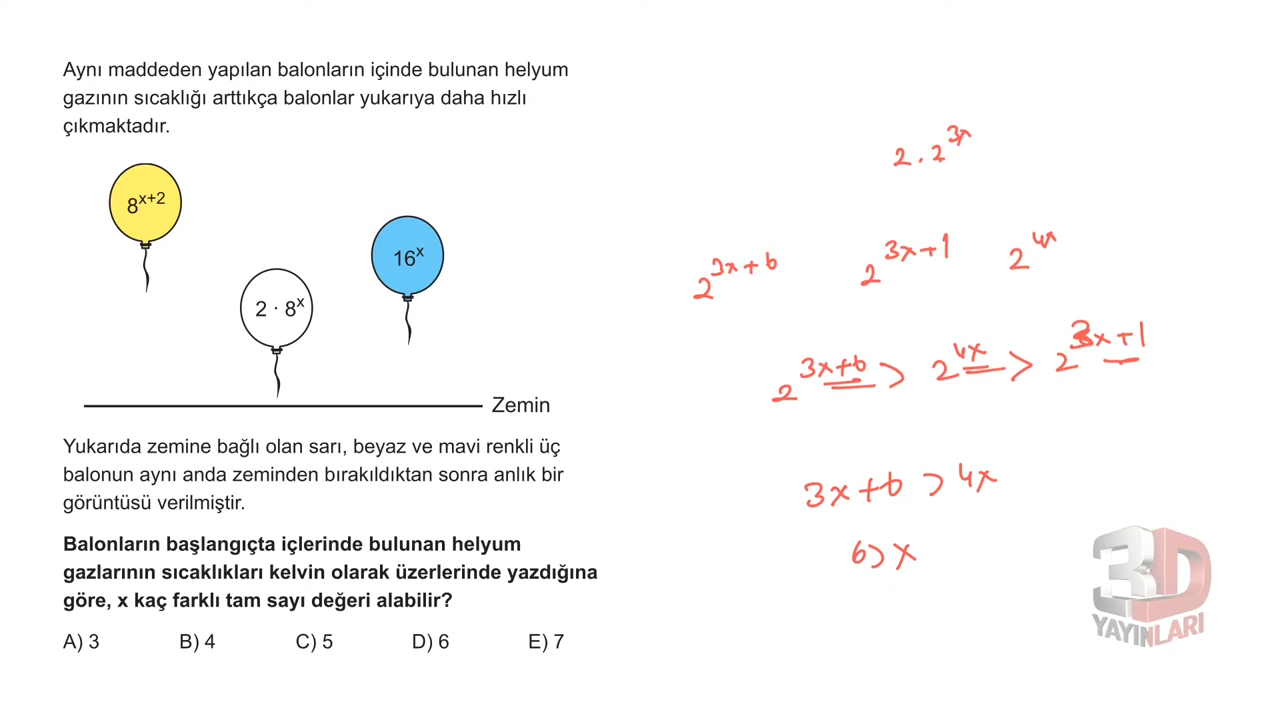 Aynı maddeden yapılan balonların içinde bulunan helyum
gazının sıcaklığı arttıkça balonlar yukarıya daha hızlı
çıkmaktadır.
8^{x+2}
2 · 8^x
16^x
Zemin
Yukarıda zemine bağlı olan sarı, beyaz ve mavi renkli üç
balonun aynı anda zeminden bırakıldıktan sonra anlık bir
görüntüsü verilmiştir.
Balonların başlangıçta içlerinde bulunan helyum
gazlarının sıcaklıkları kelvin olarak üzerlerinde yazdığına
göre, x kaç farklı tam sayı değeri alabilir?
A) 3 B) 4 C) 5 D) 6 E) 7
2 . 2^{3x}
2^{3x+6} 2^{3x+1} 2^{4x}
2^{3x+6} > 2^{4x} > 2^{3x+1}
3x+6 > 4x
6 > x
3D
YAYINLARI